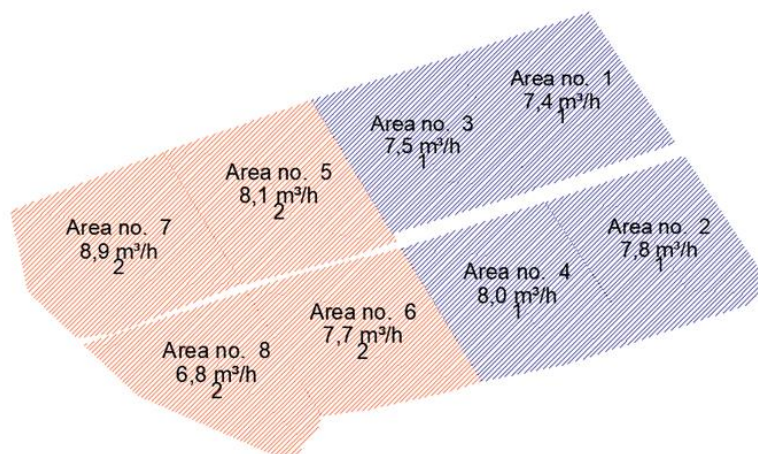 Area no. 1
7,4 m³/h
1
Area no. 3
7,5 m³/h
1
Area no. 5
8,1 m³/h
2
Area no. 7
8,9 m³/h
2
Area no. 2
7,8 m³/h
1
Area no. 4
8,0 m³/h
1
Area no. 6
7,7 m³/h
2
Area no. 8
6,8 m³/h
2